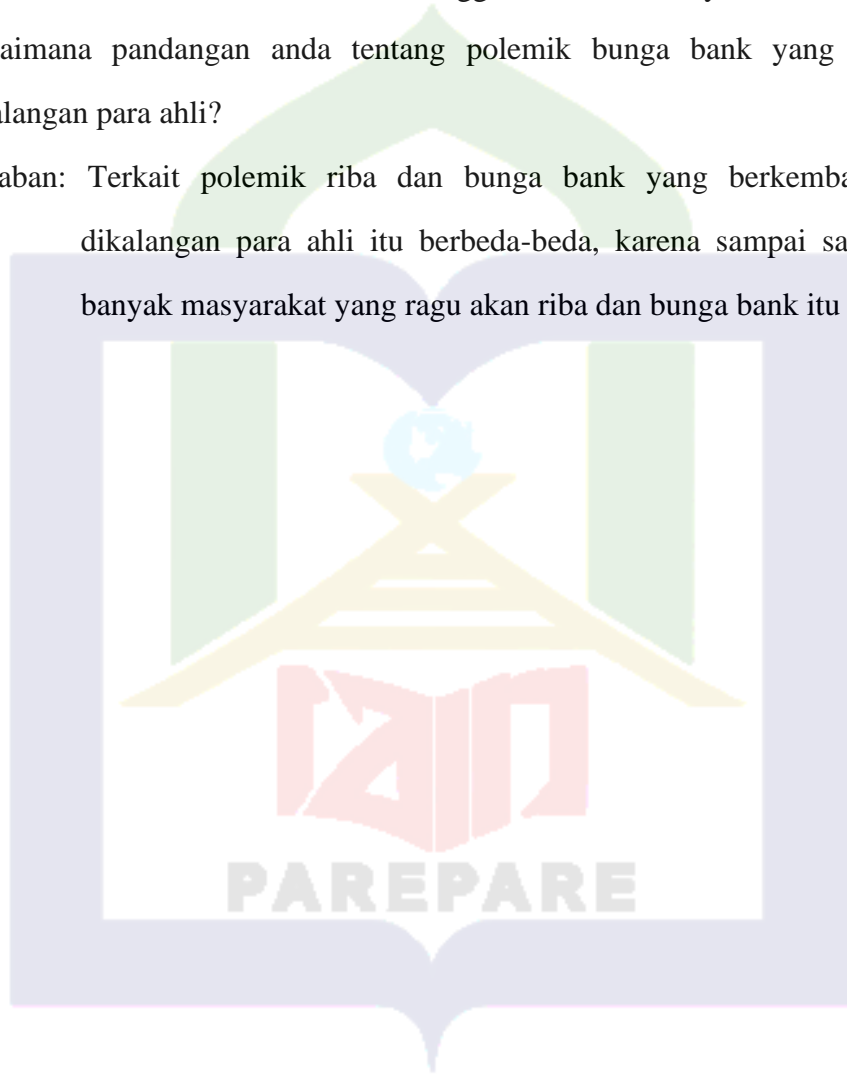 aimana pandangan anda tentang polemik bunga bank yang
alangan para ahli?
aban: Terkait polemik riba dan bunga bank yang berkemba
dikalangan para ahli itu berbeda-beda, karena sampai sa
banyak masyarakat yang ragu akan riba dan bunga bank itu
iain
PAREPARE